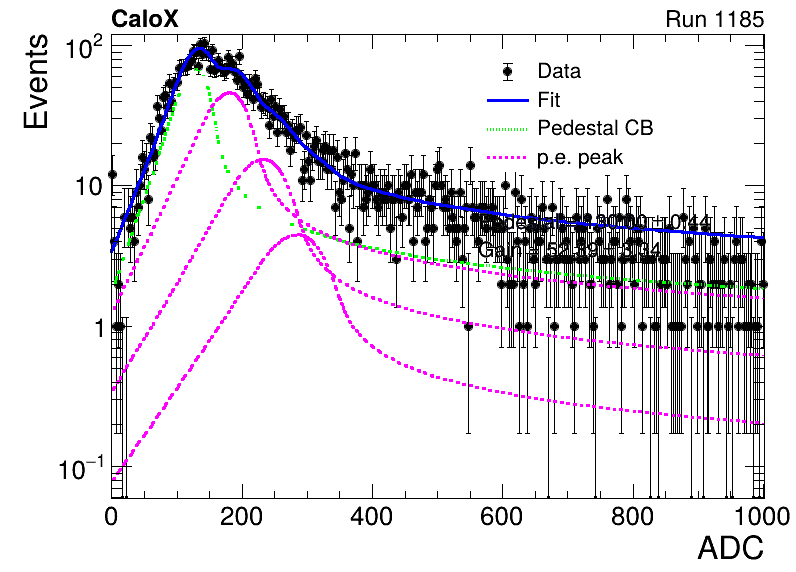 CaloX Run 1185
Events
Data
Fit
Pedestal CB
p.e. peak
10²
10
1
10⁻¹
0 200 400 600 800 1000
ADC